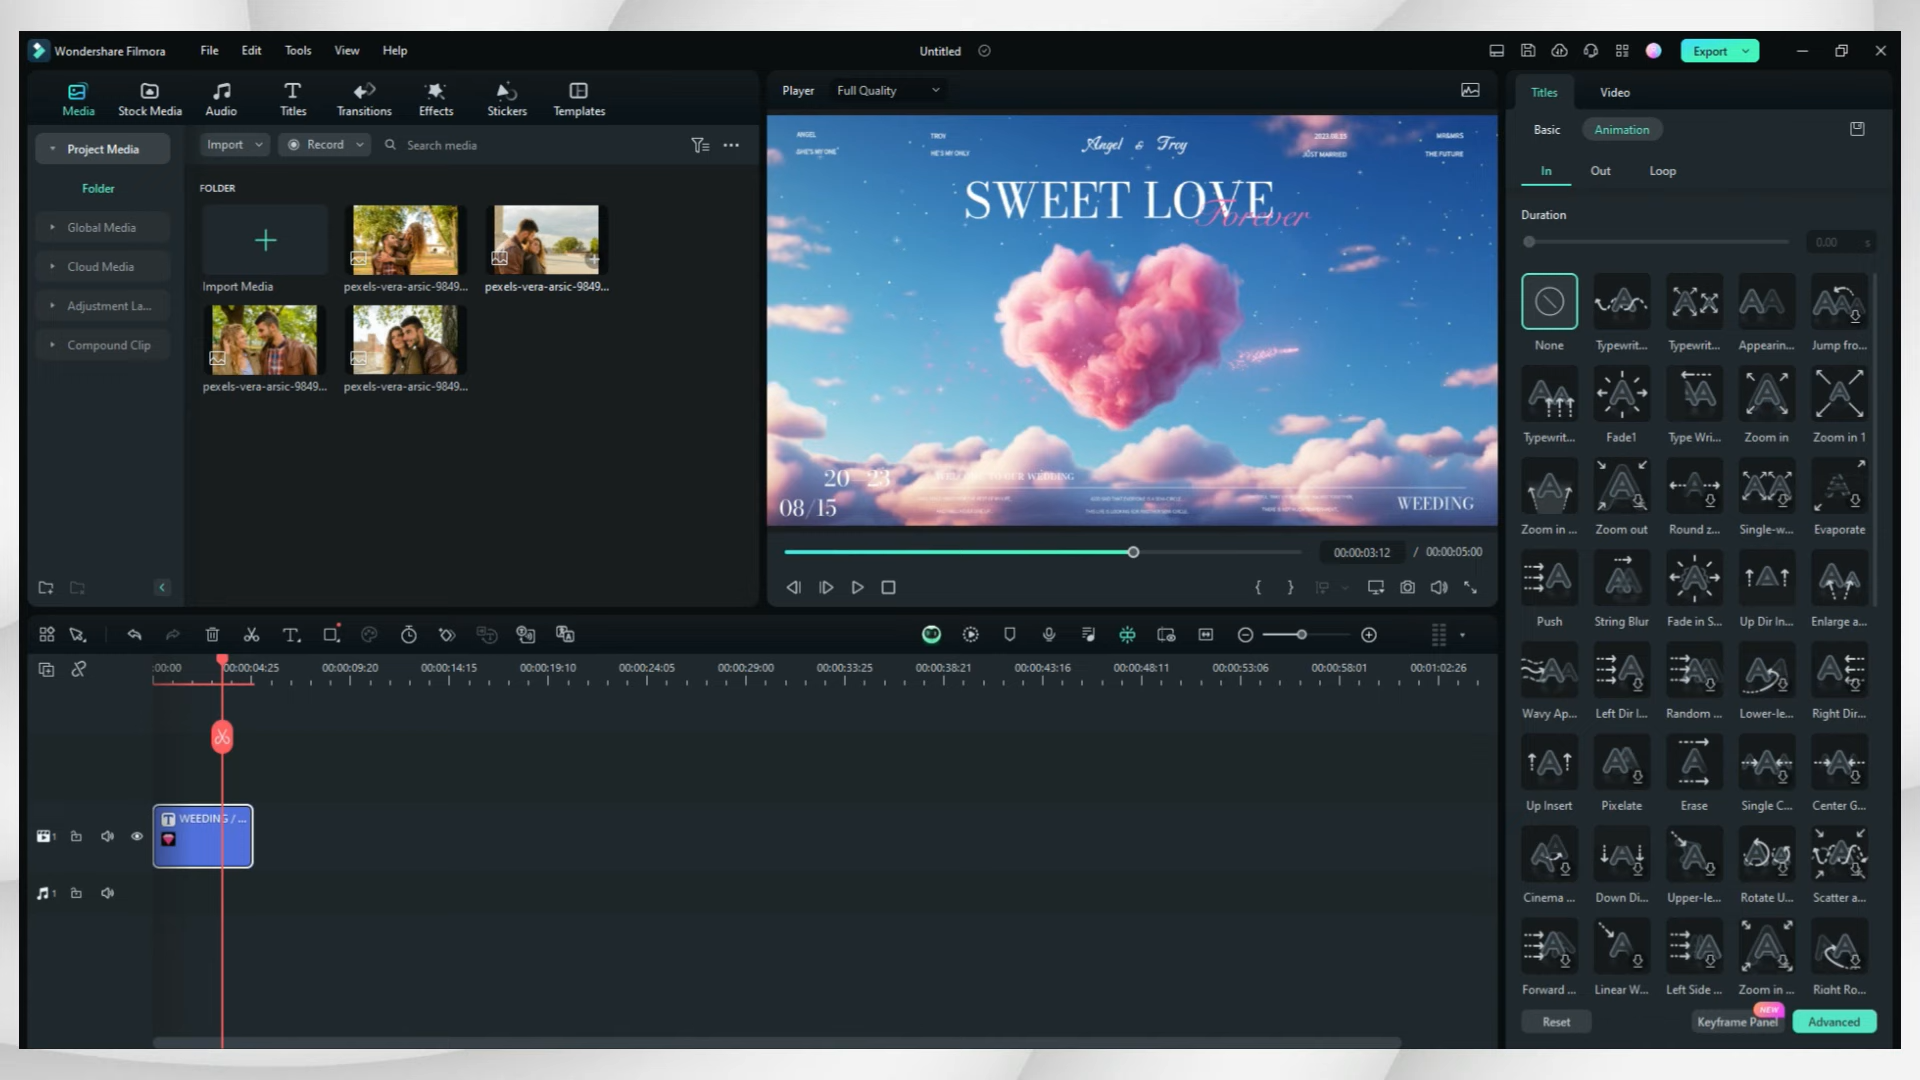 Wondershare Filmora
File
Edit
Tools
View
Help
Untitled
Export
Media
Stock Media
Audio
Titles
Transitions
Effects
Stickers
Templates
Player
Full Quality
Titles
Video
Basic
Animation
In
Out
Loop
Duration
0.00
s
Project Media
Folder
Global Media
Cloud Media
Adjustment La...
Compound Clip
Import
Record
Search media
FOLDER
Import Media
pexels-vera-arsic-9849...
pexels-vera-arsic-9849...
pexels-vera-arsic-9849...
pexels-vera-arsic-9849...
ANGEL
TROY
HE'S MY ONLY
Angel & Troy
2023.08.15
JUST MARRIED
MR&MRS
THE FUTURE
SWEET LOVE
Forever
20—23
08/15
WEEDING
00:00:03:12 / 00:00:05:00
None
Typewrit...
Typewrit...
Appearin...
Jump fro...
Typewrit...
Fade1
Type Wri...
Zoom in
Zoom in 1
Zoom in ...
Zoom out
Round z...
Single-w...
Evaporate
Push
String Blur
Fade in S...
Up Dir In...
Enlarge a...
Wavy Ap...
Left Dir I...
Random ...
Lower-le...
Right Dir...
Up Insert
Pixelate
Erase
Single C...
Center G...
Cinema ...
Down Di...
Upper-le...
Rotate U...
Scatter a...
Forward ...
Linear W...
Left Side ...
Zoom in ...
Right Ro...
NEW
Reset
Keyframe Panel
Advanced
:00:00
00:00:04:25
00:00:09:20
00:00:14:15
00:00:19:10
00:00:24:05
00:00:29:00
00:00:33:25
00:00:38:21
00:00:43:16
00:00:48:11
00:00:53:06
00:00:58:01
00:01:02:26
WEEDING / ...
1
1